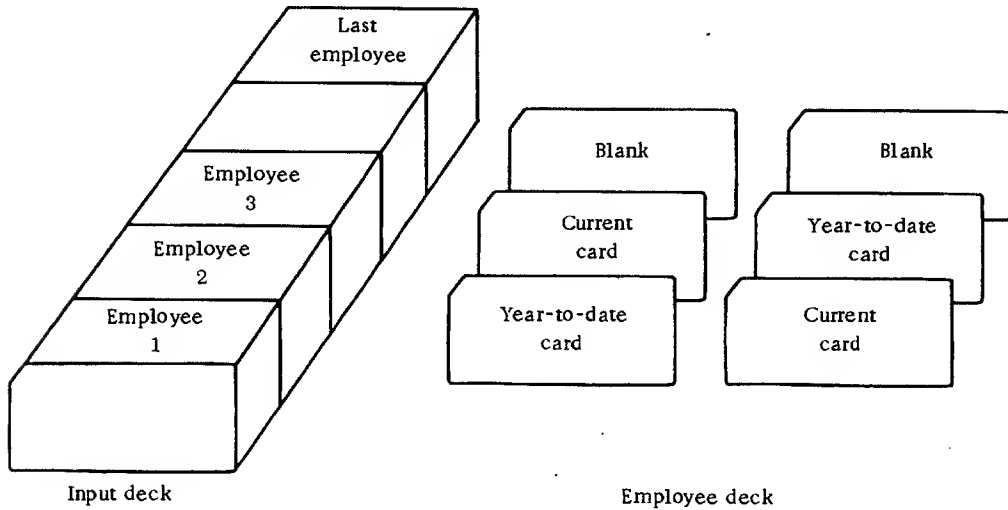 Last
employee
Employee
3
Employee
2
Employee
1
Input deck
Blank
Current
card
Year-to-date
card
Blank
Year-to-date
card
Current
card
Employee deck